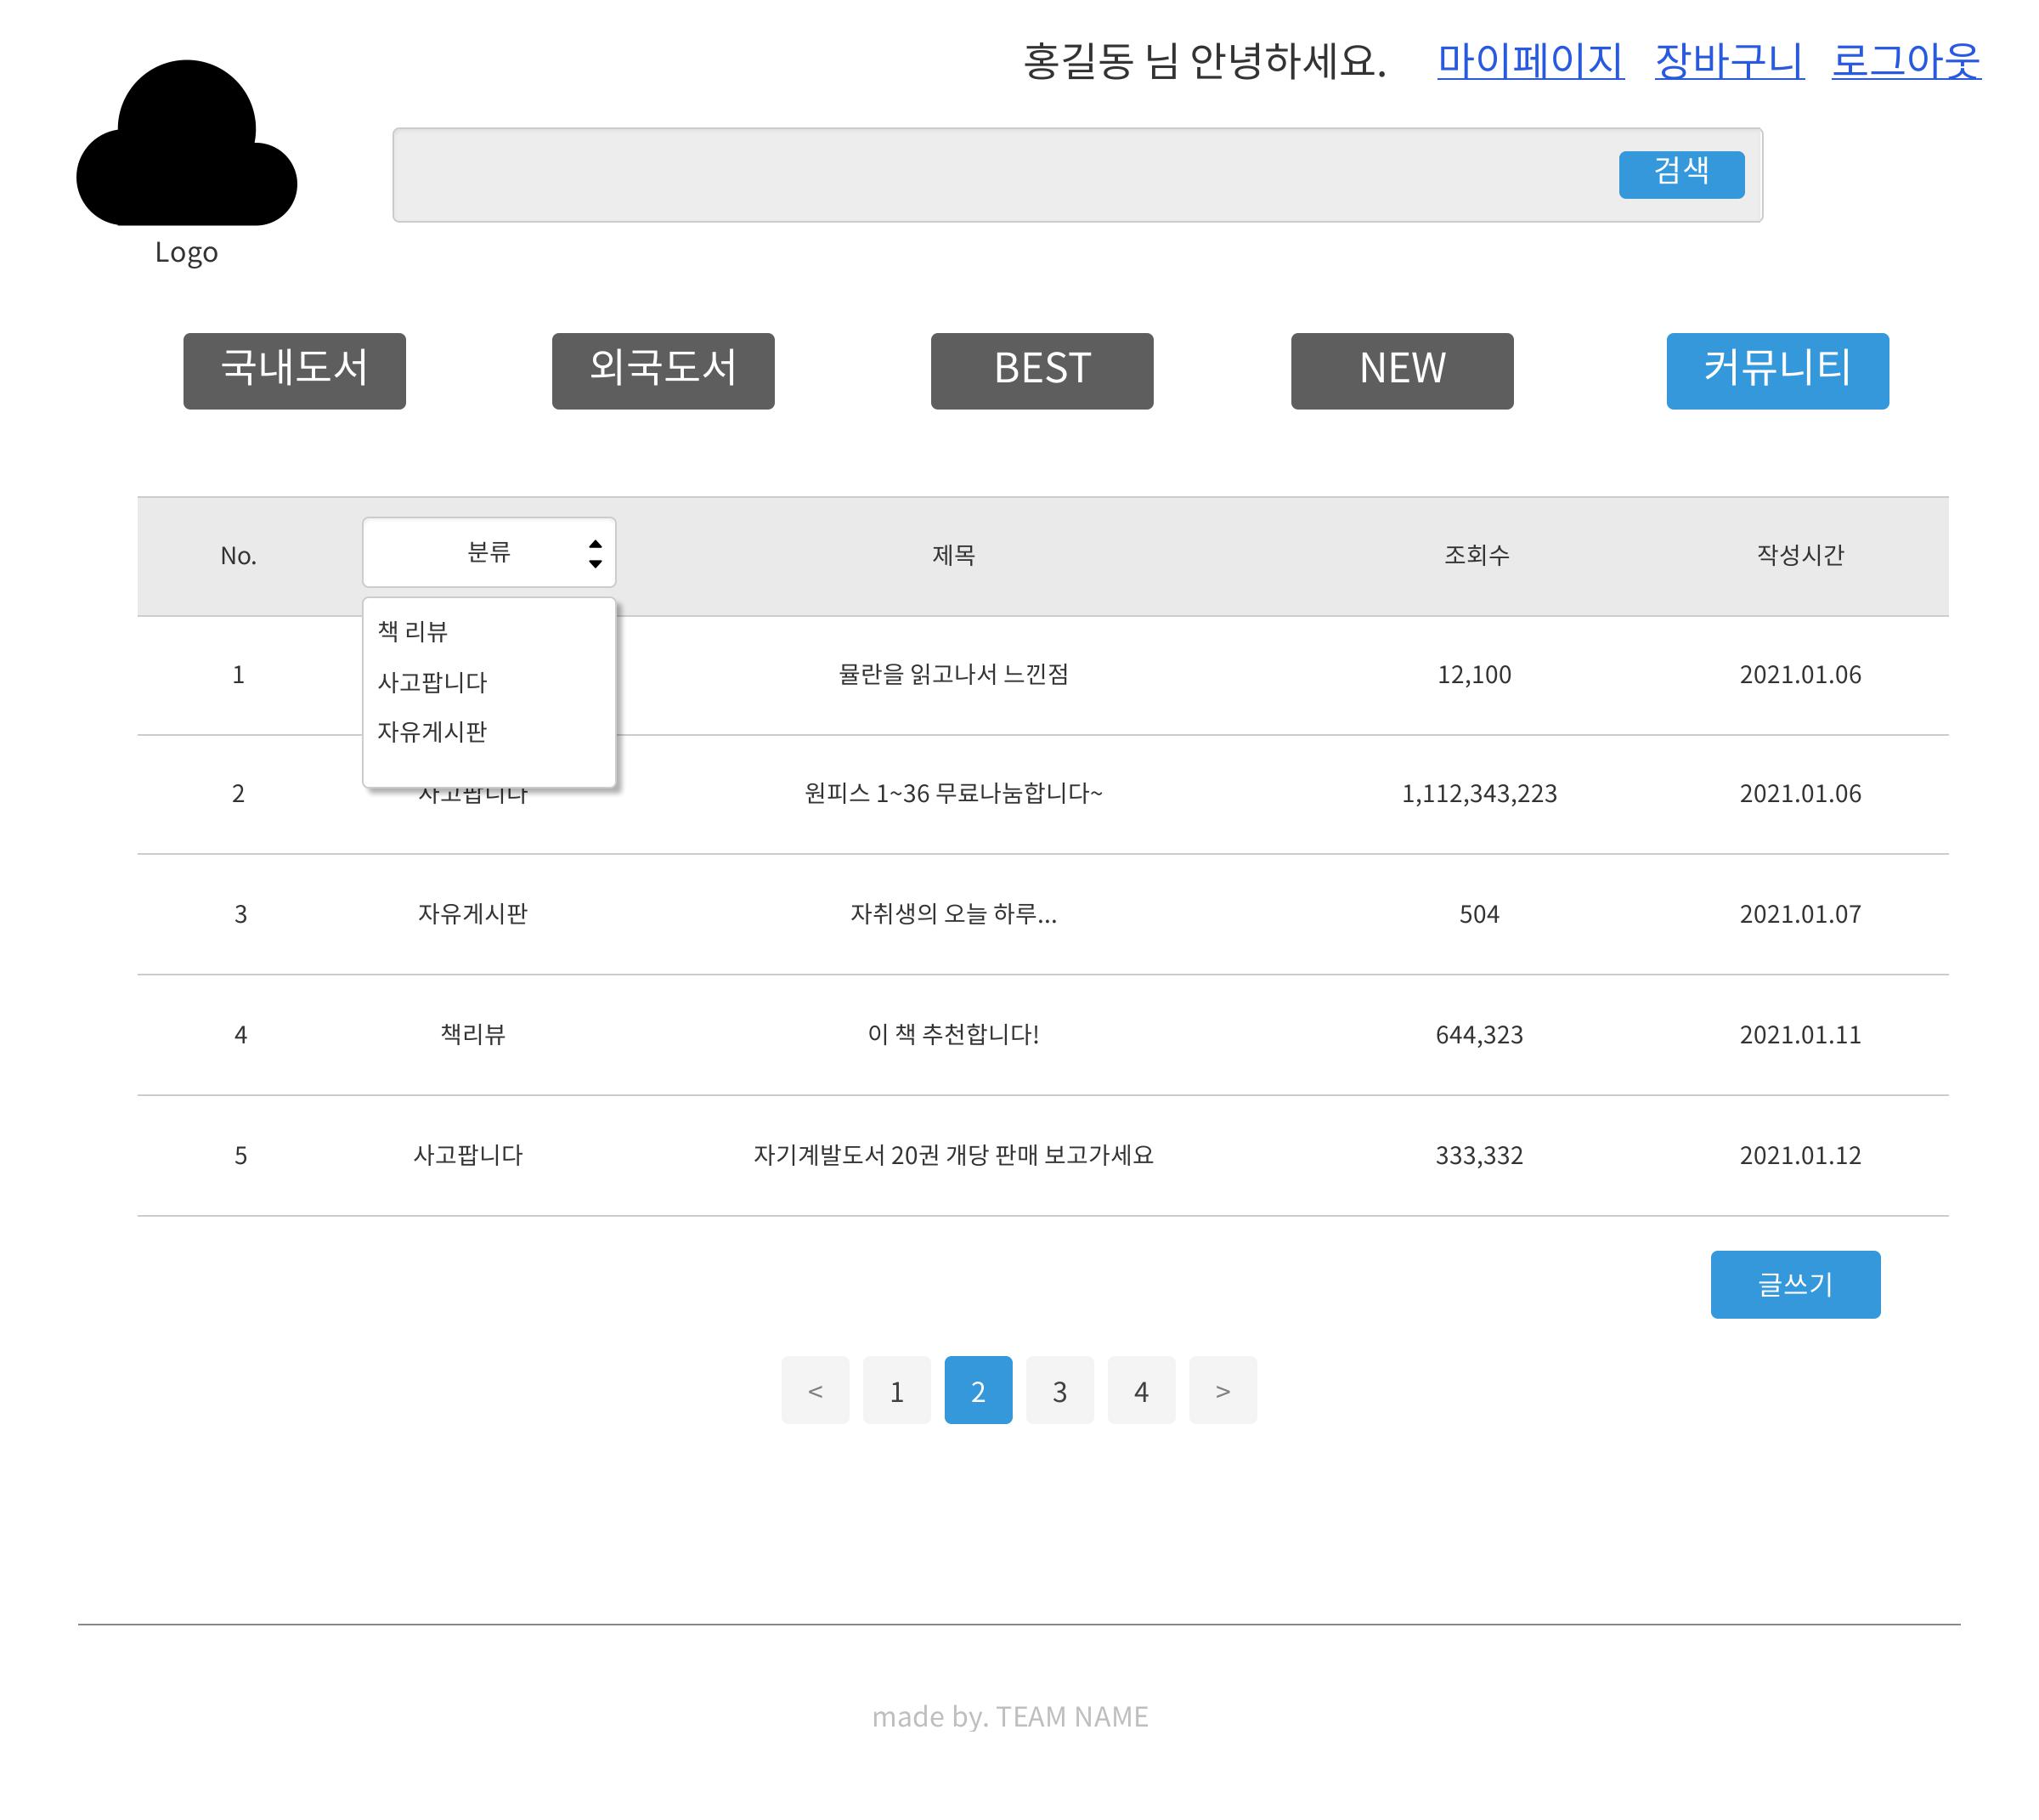 홍길동 님 안녕하세요. 마이페이지 장바구니 로그아웃
검색
Logo
국내도서 외국도서 BEST NEW 커뮤니티
No. 분류 제목 조회수 작성시간
책 리뷰
사고팝니다
자유게시판
1 뮬란을 읽고나서 느낀점 12,100 2021.01.06
2 사고팝니다 원피스 1~36 무료나눔합니다~ 1,112,343,223 2021.01.06
3 자유게시판 자취생의 오늘 하루... 504 2021.01.07
4 책리뷰 이 책 추천합니다! 644,323 2021.01.11
5 사고팝니다 자기계발도서 20권 개당 판매 보고가세요 333,332 2021.01.12
글쓰기
< 1 2 3 4 >
made by. TEAM NAME